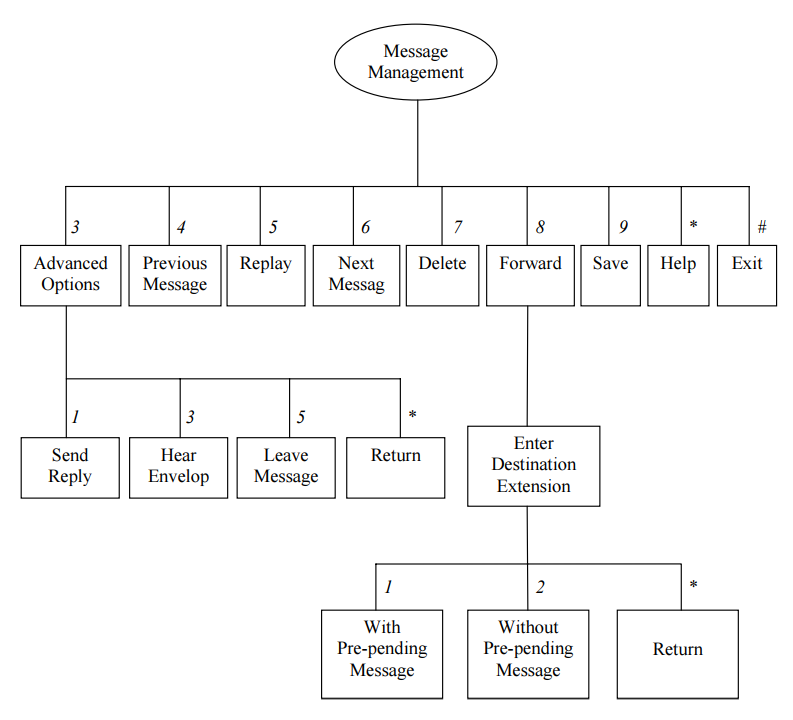 Message
Management
3
4
5
6
7
8
9
*
#
Advanced
Options
Previous
Message
Replay
Next
Messag
Delete
Forward
Save
Help
Exit
1
3
5
*
Send
Reply
Hear
Envelop
Leave
Message
Return
Enter
Destination
Extension
1
2
*
With
Pre-pending
Message
Without
Pre-pending
Message
Return